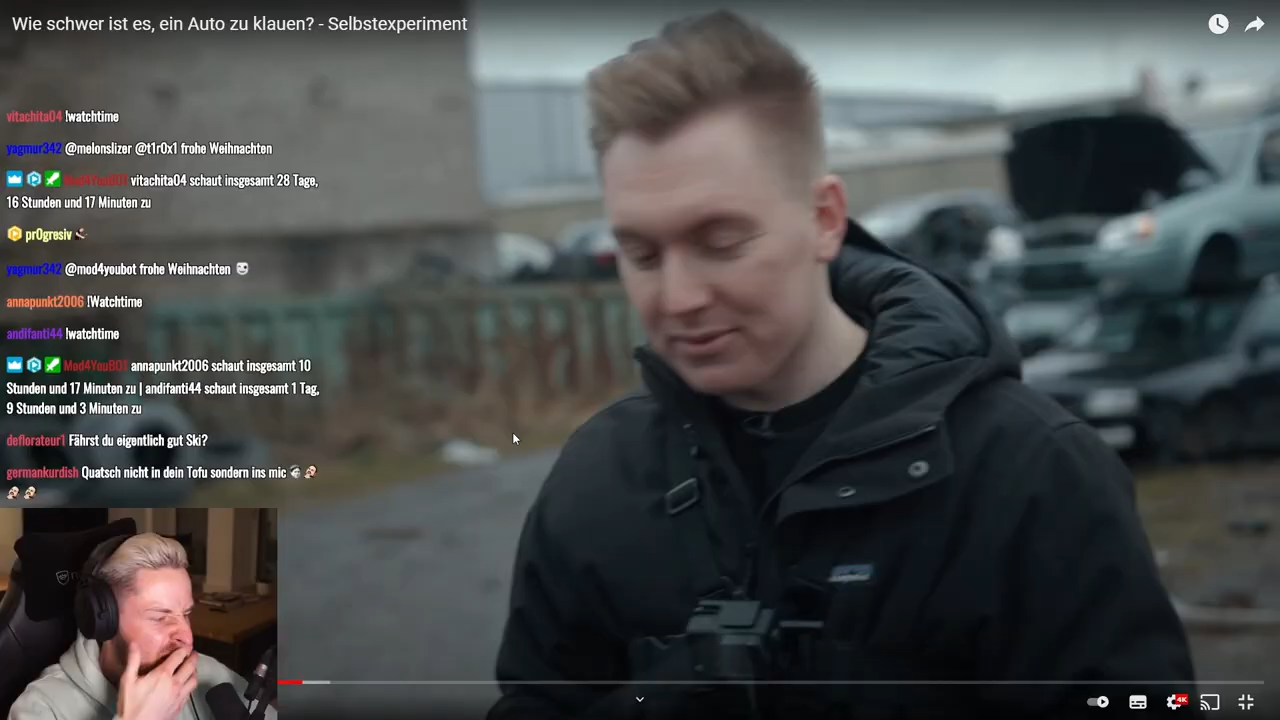 Wie schwer ist es, ein Auto zu klauen? - Selbstexperiment
vitachita04 !watchtime
yagmur342 @melonslizer @t1r0x1 frohe Weihnachten
Mod4YouBOT vitachita04 schaut insgesamt 28 Tage,
16 Stunden und 17 Minuten zu
pr0gresiv
yagmur342 @mod4youbot frohe Weihnachten
annapunkt2006 !Watchtime
andifanti44 !watchtime
Mod4YouBOT annapunkt2006 schaut insgesamt 10
Stunden und 17 Minuten zu | andifanti44 schaut insgesamt 1 Tag,
9 Stunden und 3 Minuten zu
deflorateur1 Fährst du eigentlich gut Ski?
germankurdish Quatsch nicht in dein Tofu sondern ins mic
4K